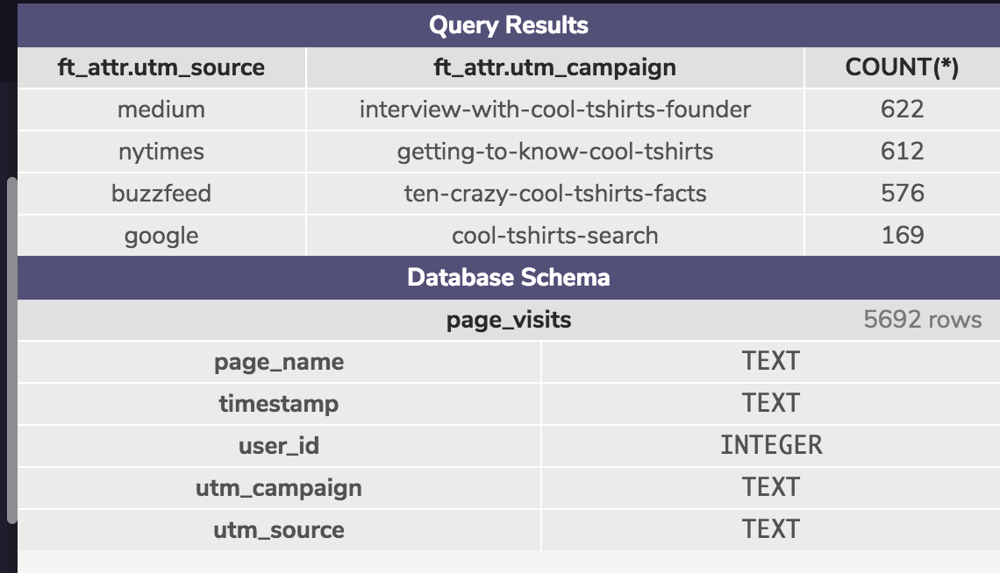 Query Results
ft_attr.utm_source ft_attr.utm_campaign COUNT(*)
medium interview-with-cool-tshirts-founder 622
nytimes getting-to-know-cool-tshirts 612
buzzfeed ten-crazy-cool-tshirts-facts 576
google cool-tshirts-search 169
Database Schema
page_visits 5692 rows
page_name TEXT
timestamp TEXT
user_id INTEGER
utm_campaign TEXT
utm_source TEXT